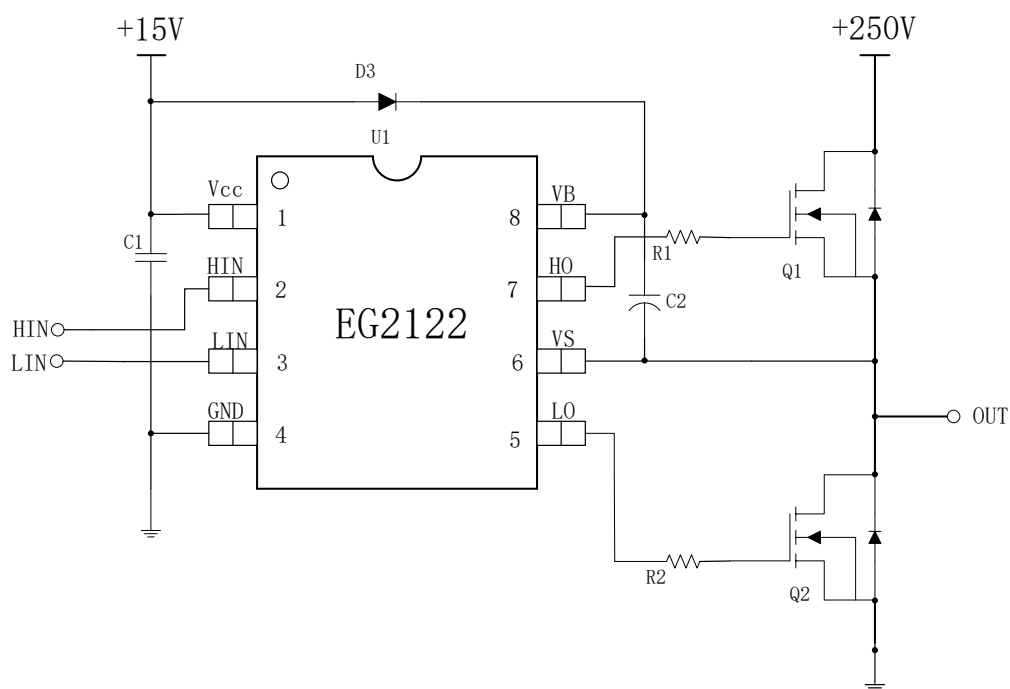 +15V
+250V
D3
U1
Vcc
1
8
VB
C1
R1
Q1
HIN
2
7
HO
EG2122
C2
HIN
LIN
LIN
3
6
VS
GND
4
5
LO
OUT
R2
Q2